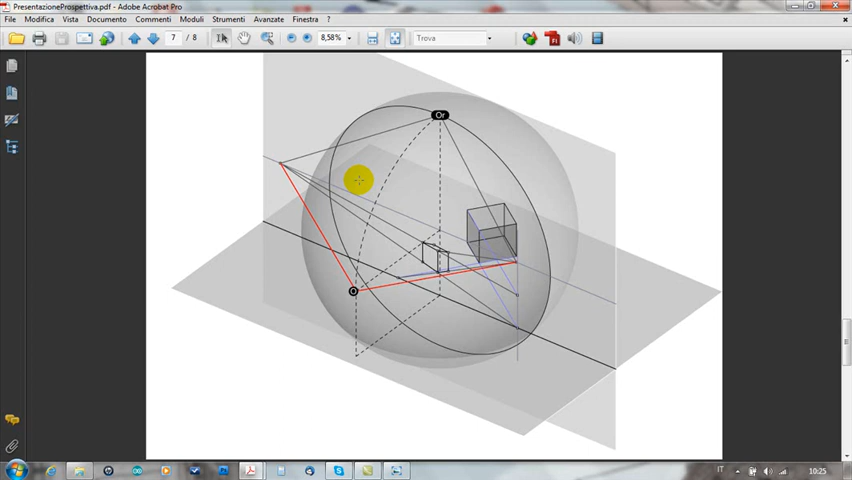 PresentazioneProspettiva.pdf - Adobe Acrobat Pro
File Modifica Vista Documento Commenti Moduli Strumenti Avanzate Finestra ?
7 / 8 8,58% Trova
Or
O
IT 10:25